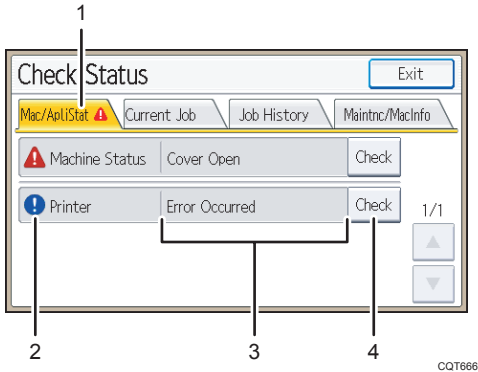 1
Check Status
Exit
Mac/ApliStat
Current Job
Job History
Maintnc/MacInfo
Machine Status
Cover Open
Check
Printer
Error Occurred
Check
1/1
2
3
4
CQT666